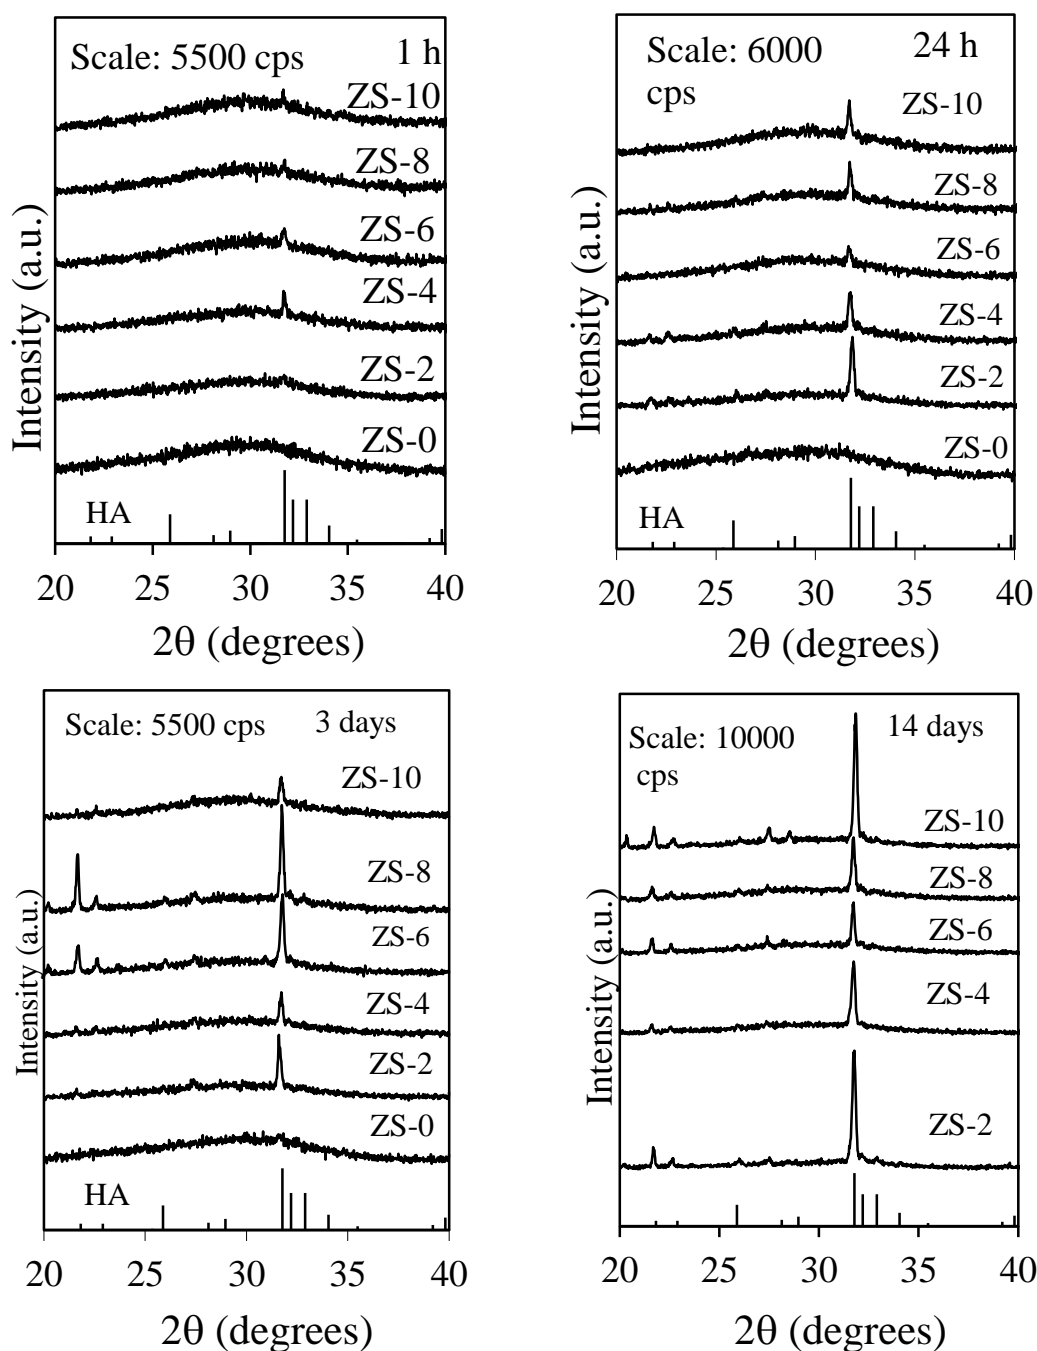 Scale: 5500 cps
1 h
ZS-10
ZS-8
ZS-6
ZS-4
ZS-2
ZS-0
HA
Intensity (a.u.)
20 25 30 35 40
2θ (degrees)
Scale: 6000
cps
24 h
ZS-10
ZS-8
ZS-6
ZS-4
ZS-2
ZS-0
HA
Intensity (a.u.)
20 25 30 35 40
2θ (degrees)
Scale: 5500 cps
3 days
ZS-10
ZS-8
ZS-6
ZS-4
ZS-2
ZS-0
HA
Intensity (a.u.)
20 25 30 35 40
2θ (degrees)
Scale: 10000
cps
14 days
ZS-10
ZS-8
ZS-6
ZS-4
ZS-2
Intensity (a.u.)
20 25 30 35 40
2θ (degrees)